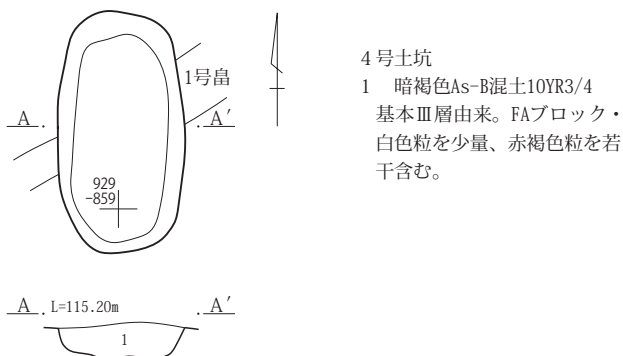 1号畠
A . . A′
929
-859
A . L=115.20m . A′
1
4号土坑
1　暗褐色As-B混土10YR3/4
基本Ⅲ層由来。FAブロック・
白色粒を少量、赤褐色粒を若
干含む。